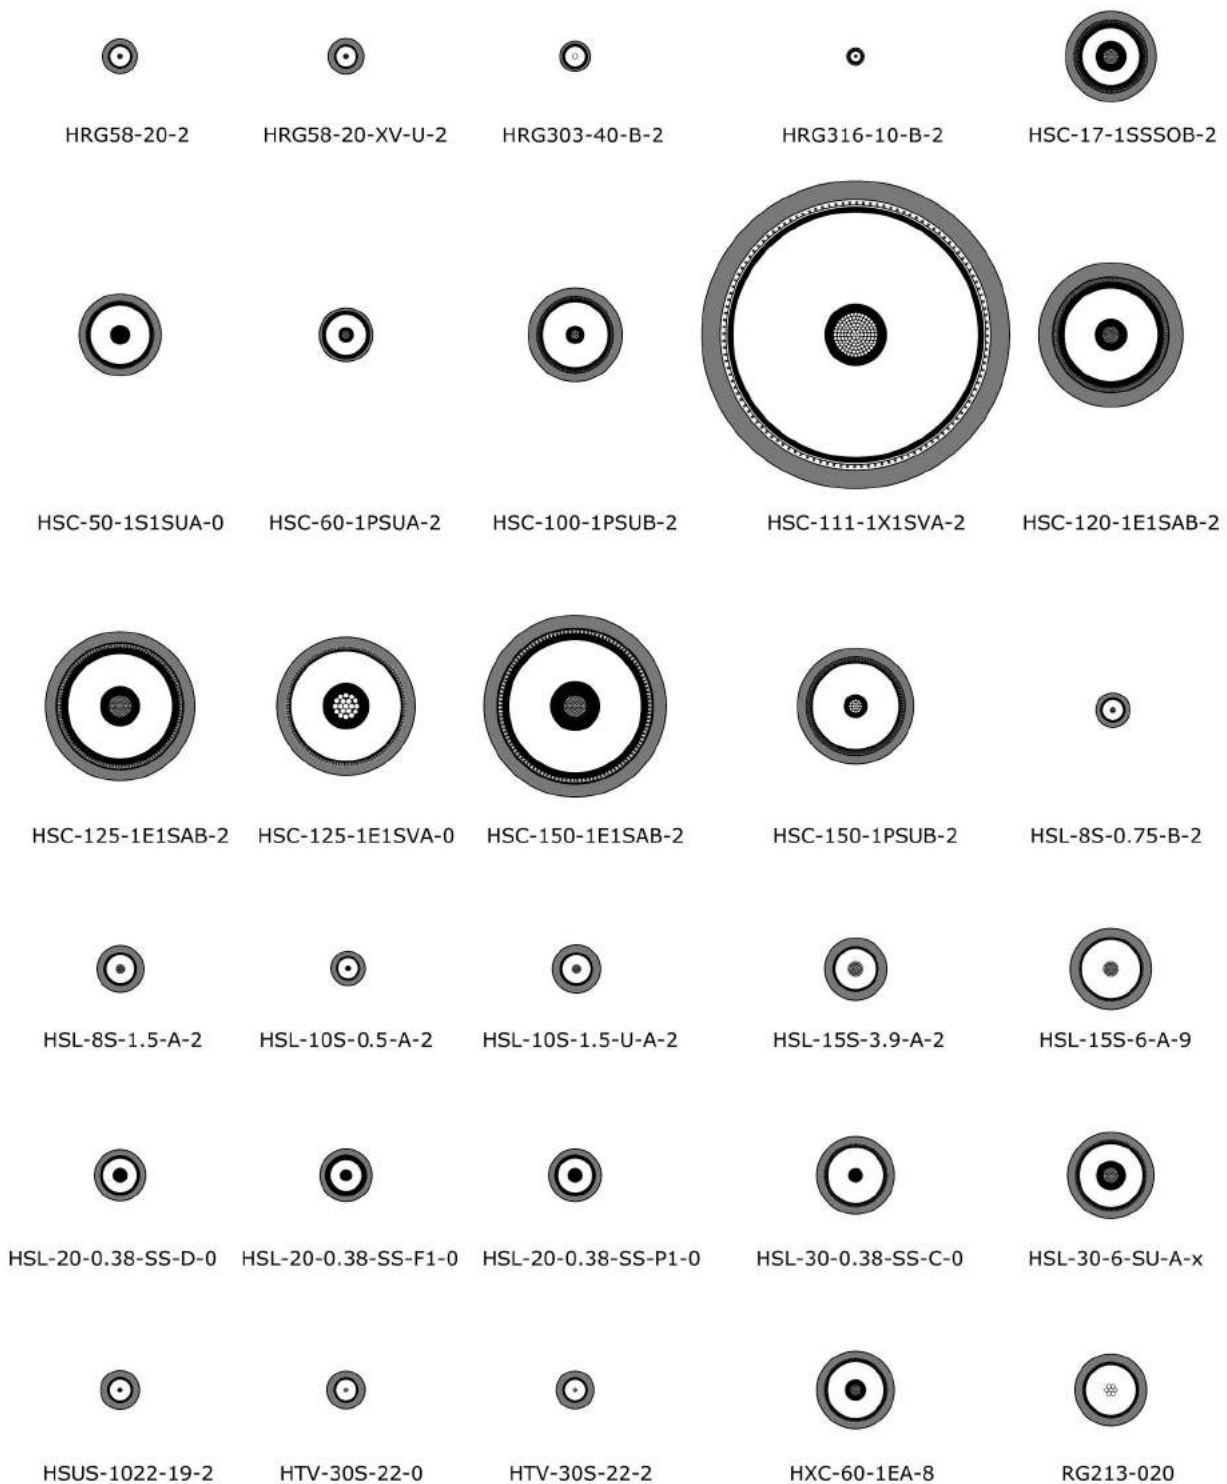 HRG58-20-2 HRG58-20-XV-U-2 HRG303-40-B-2 HRG316-10-B-2 HSC-17-1SSSOB-2
HSC-50-1S1SUA-0 HSC-60-1PSUA-2 HSC-100-1PSUB-2 HSC-111-1X1SVA-2 HSC-120-1E1SAB-2
HSC-125-1E1SAB-2 HSC-125-1E1SVA-0 HSC-150-1E1SAB-2 HSC-150-1PSUB-2 HSL-8S-0.75-B-2
HSL-8S-1.5-A-2 HSL-10S-0.5-A-2 HSL-10S-1.5-U-A-2 HSL-15S-3.9-A-2 HSL-15S-6-A-9
HSL-20-0.38-SS-D-0 HSL-20-0.38-SS-F1-0 HSL-20-0.38-SS-P1-0 HSL-30-0.38-SS-C-0 HSL-30-6-SU-A-x
HSUS-1022-19-2 HTV-30S-22-0 HTV-30S-22-2 HXC-60-1EA-8 RG213-020